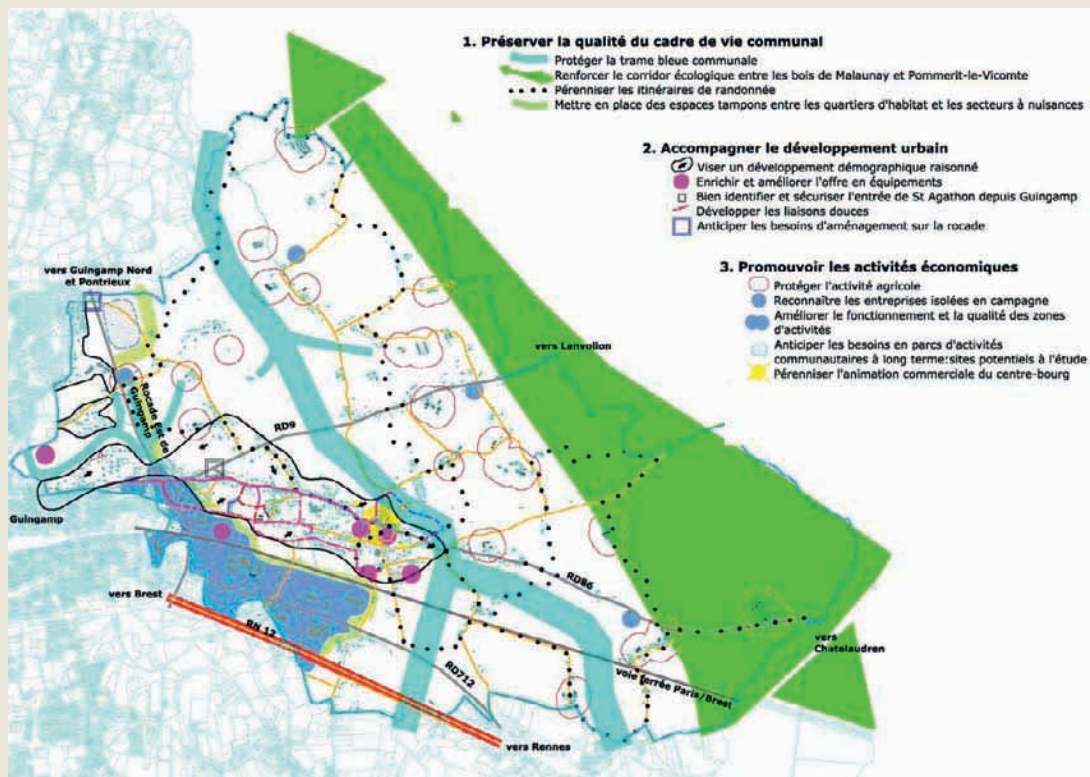 1. Préserver la qualité du cadre de vie communal
Protéger la trame bleue communale
Renforcer le corridor écologique entre les bois de Malaunay et Pommerit-le-Vicomte
Pérenniser les itinéraires de randonnée
Mettre en place des espaces tampons entre les quartiers d'habitat et les secteurs à nuisances
2. Accompagner le développement urbain
Viser un développement démographique raisonné
Enrichir et améliorer l'offre en équipements
Bien identifier et sécuriser l'entrée de St Agathon depuis Guingamp
Développer les liaisons douces
Anticiper les besoins d'aménagement sur la rocade
3. Promouvoir les activités économiques
Protéger l'activité agricole
Reconnaître les entreprises isolées en campagne
Améliorer le fonctionnement et la qualité des zones
d'activités
Anticiper les besoins en parcs d'activités
communautaires à long terme:sites potentiels à l'étude
Pérenniser l'animation commerciale du centre-bourg
vers Guingamp Nord
et Pontrieux
vers Lanvollon
Rocade Est de
Guingamp
RD9
Guingamp
RD86
vers Brest
RN 12
RD712
voie ferrée Paris/Brest
vers
Chatelaudren
vers Rennes